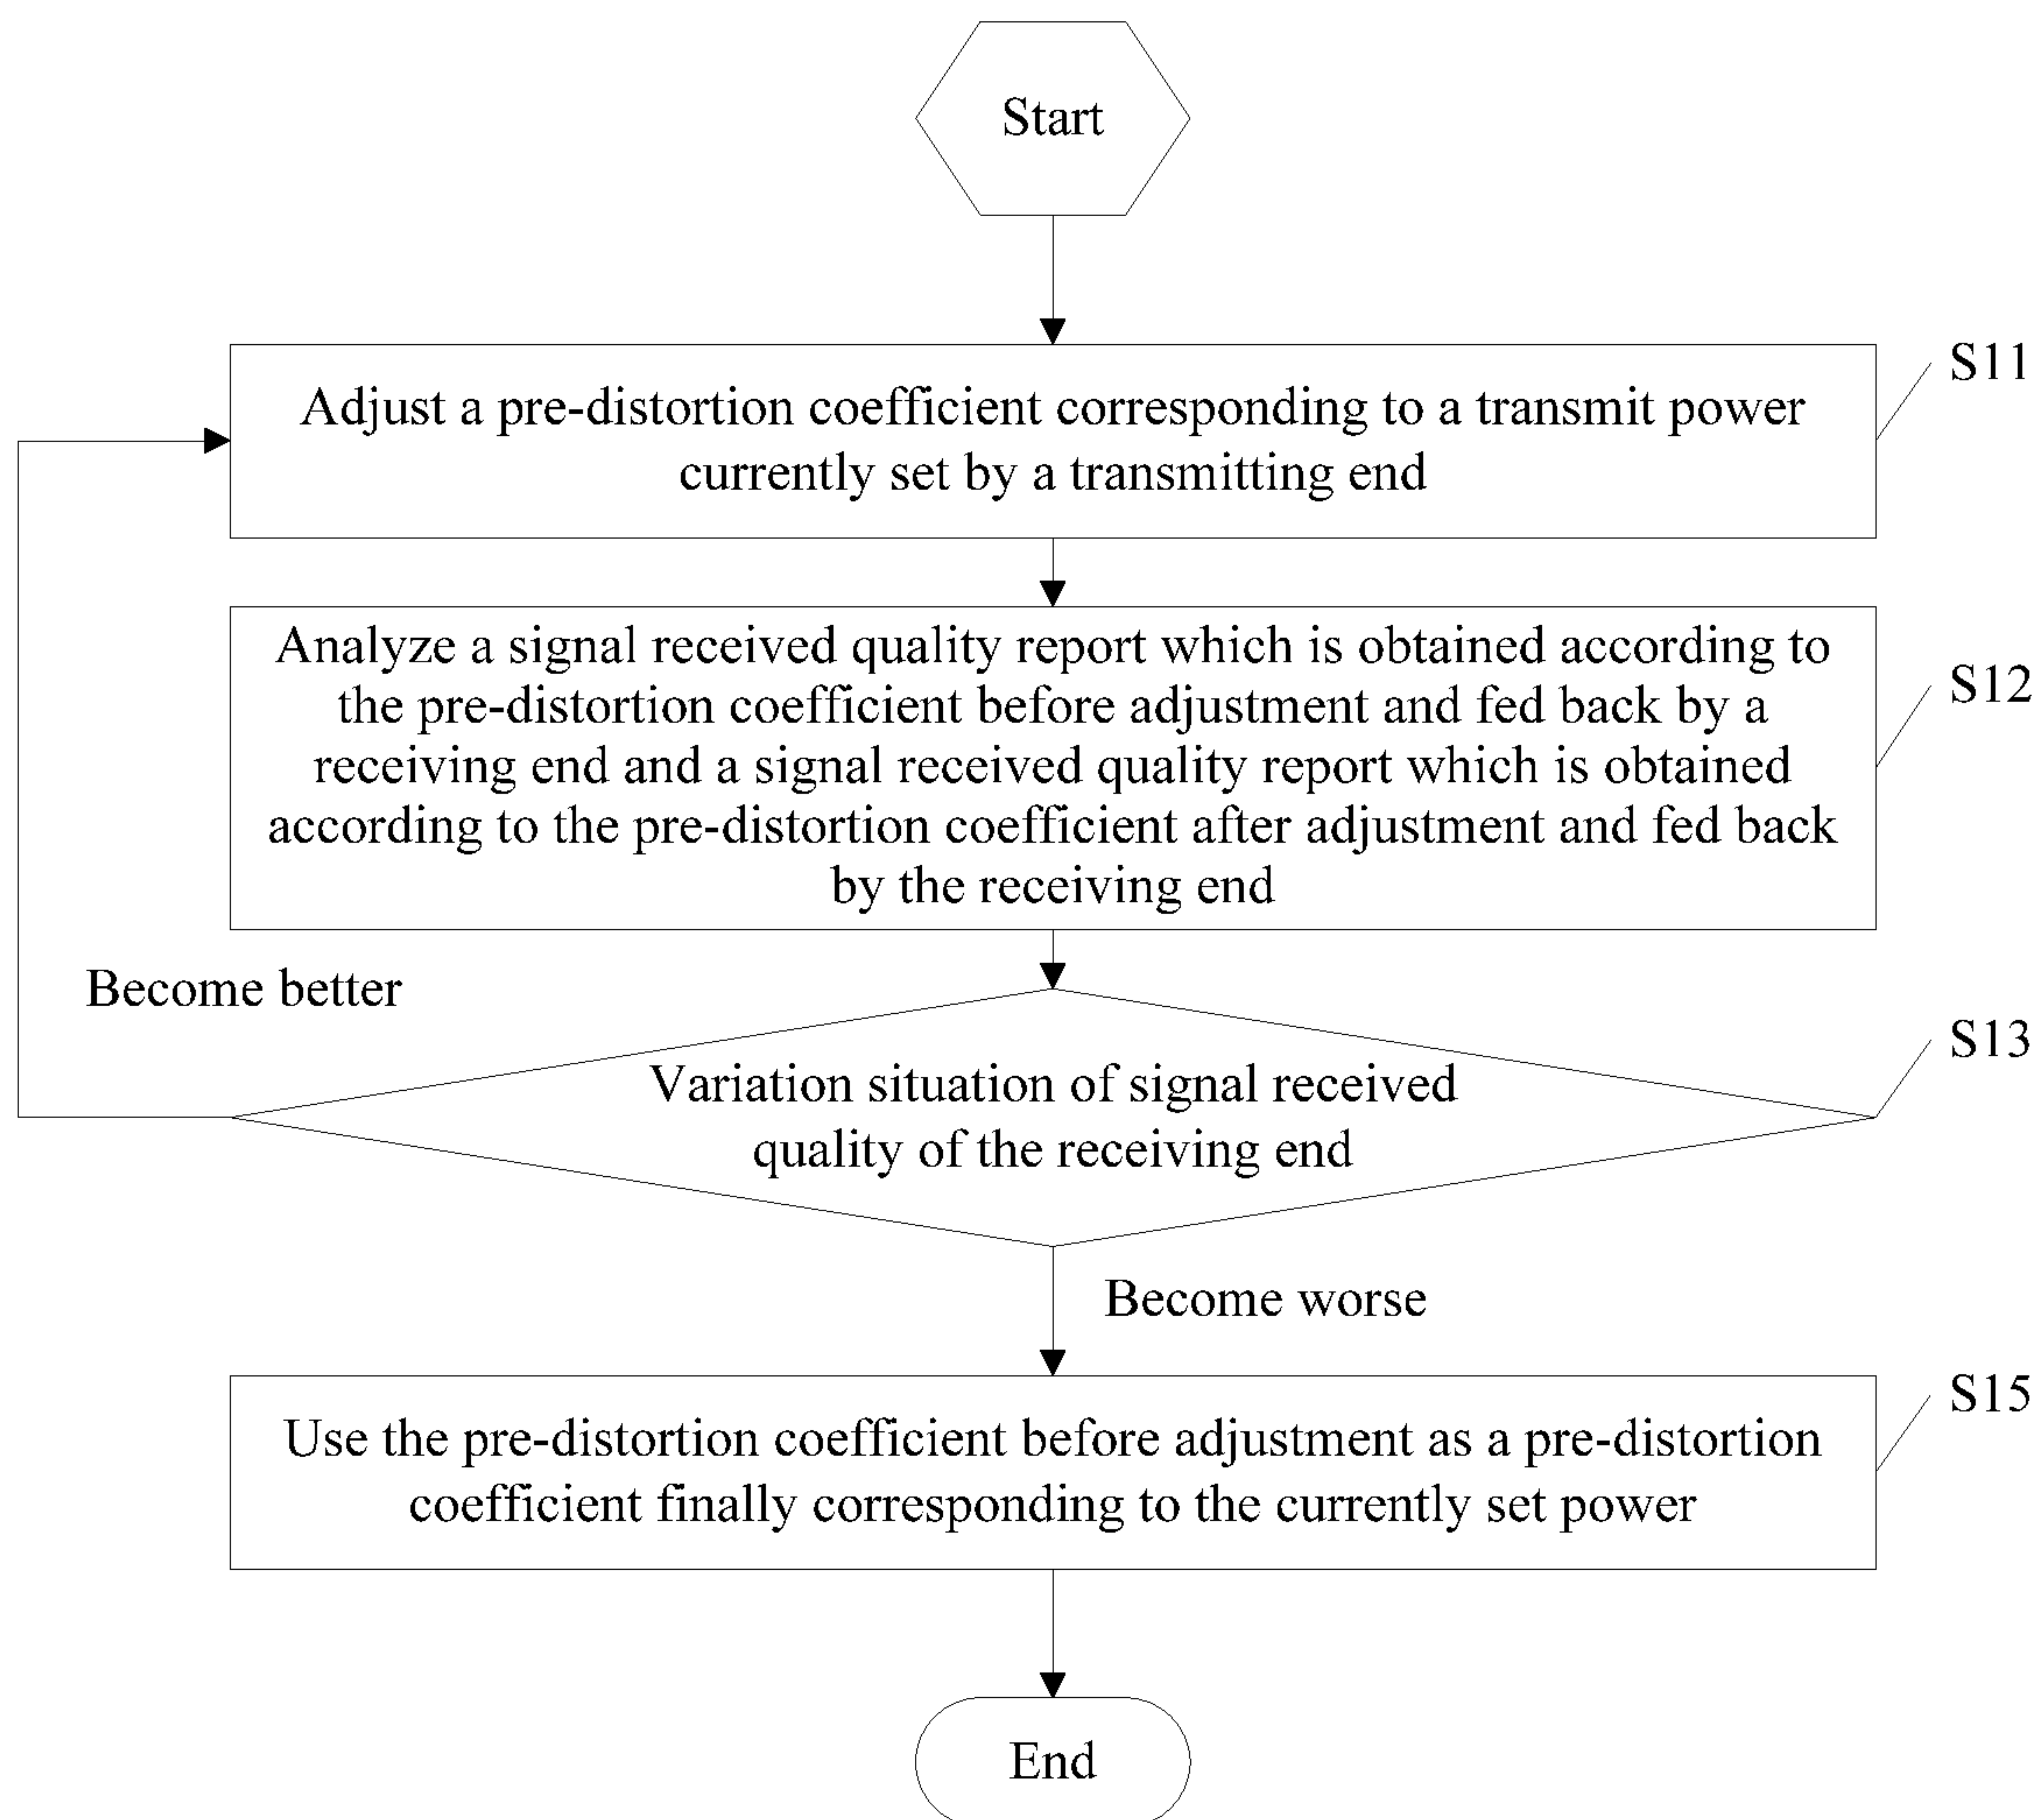 Start
Adjust a pre-distortion coefficient corresponding to a transmit power
currently set by a transmitting end
S11
Analyze a signal received quality report which is obtained according to
the pre-distortion coefficient before adjustment and fed back by a
receiving end and a signal received quality report which is obtained
according to the pre-distortion coefficient after adjustment and fed back
by the receiving end
S12
Become better
Variation situation of signal received
quality of the receiving end
S13
Become worse
Use the pre-distortion coefficient before adjustment as a pre-distortion
coefficient finally corresponding to the currently set power
S15
End